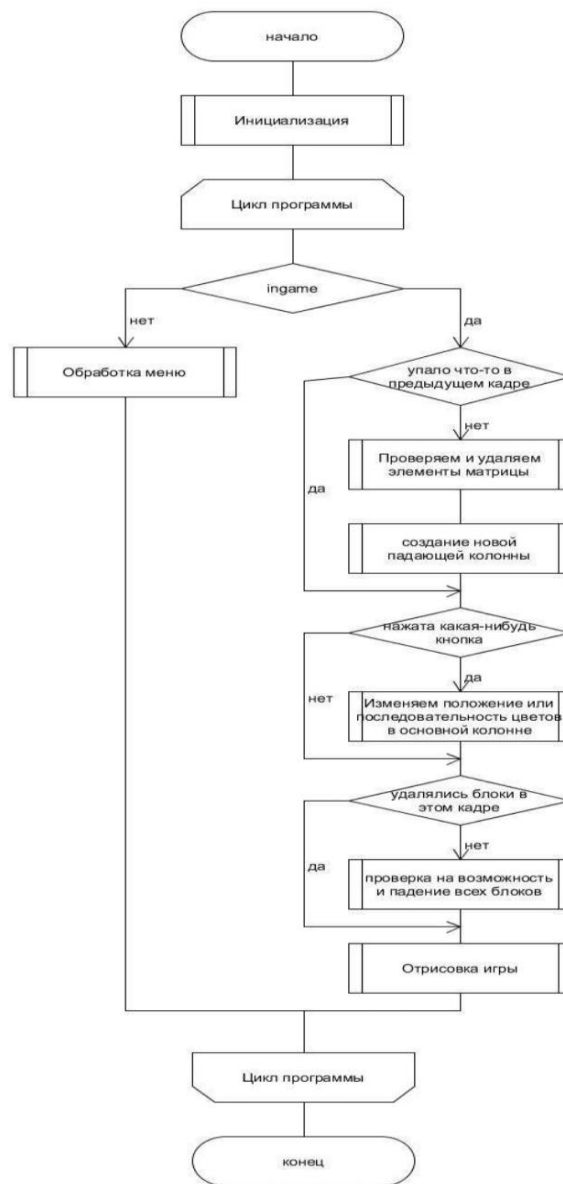 начало
Инициализация
Цикл программы
ingame
нет
да
Обработка меню
упало что-то в
предыдущем кадре
нет
Проверяем и удаляем
элементы матрицы
да
создание новой
падающей колонны
нажата какая-нибудь
кнопка
да
нет
Изменяем положение или
последовательность цветов
в основной колонне
удалялись блоки в
этом кадре
нет
да
проверка на возможность
и падение всех блоков
Отрисовка игры
Цикл программы
конец